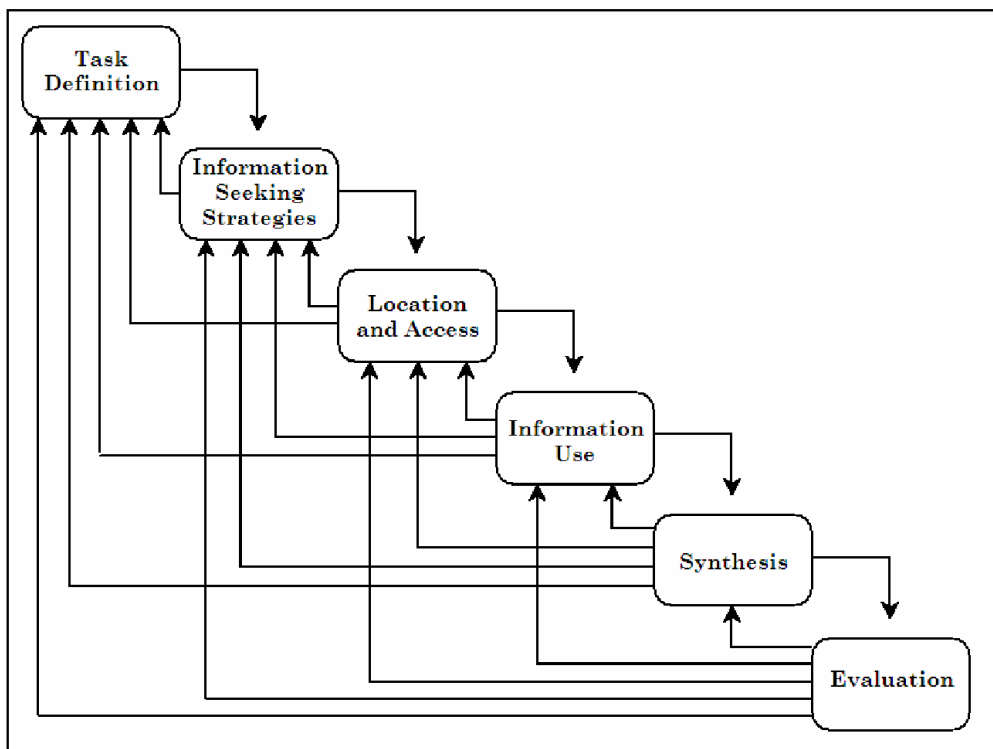 Task
Definition
Information
Seeking
Strategies
Location
and Access
Information
Use
Synthesis
Evaluation